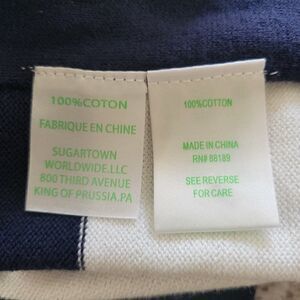 100%COTON
FABRIQUE EN CHINE
SUGARTOWN
WORLDWIDE,LLC
800 THIRD AVENUE
KING OF PRUSSIA.PA
100%COTTON
MADE IN CHINA
RN# 86189
SEE REVERSE
FOR CARE